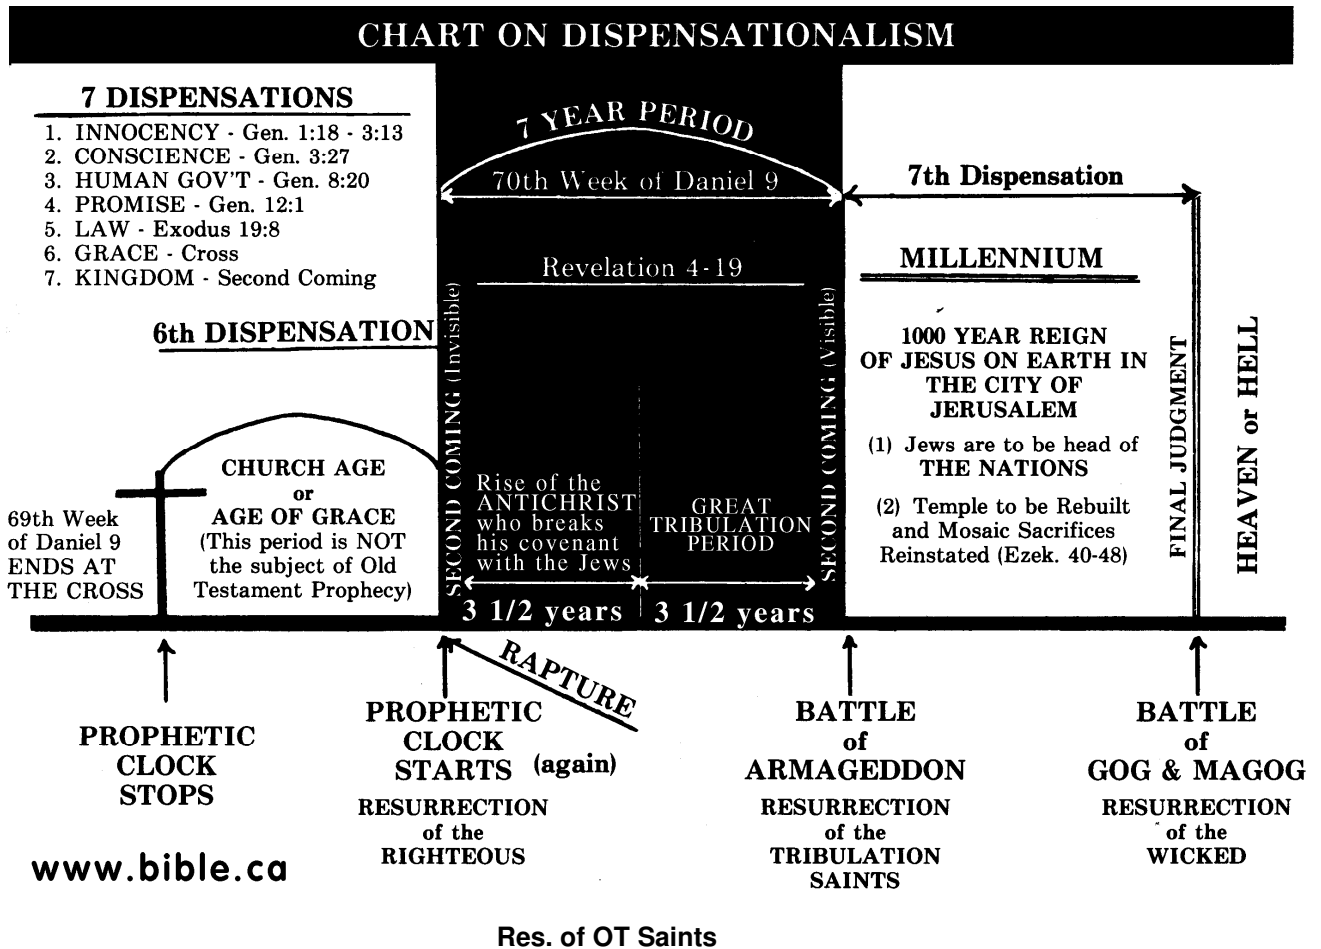 CHART ON DISPENSATIONALISM
7 DISPENSATIONS
1. INNOCENCY - Gen. 1:18 - 3:13
2. CONSCIENCE - Gen. 3:27
3. HUMAN GOV'T - Gen. 8:20
4. PROMISE - Gen. 12:1
5. LAW - Exodus 19:8
6. GRACE - Cross
7. KINGDOM - Second Coming
6th DISPENSATION
CHURCH AGE
or
AGE OF GRACE
(This period is NOT
the subject of Old
Testament Prophecy)
69th Week
of Daniel 9
ENDS AT
THE CROSS
7 YEAR PERIOD
70th Week of Daniel 9
Revelation 4-19
SECOND COMING (Invisible)
Rise of the
ANTICHRIST
who breaks
his covenant
with the Jews
3 1/2 years
GREAT
TRIBULATION
PERIOD
3 1/2 years
SECOND COMING (Visible)
7th Dispensation
MILLENNIUM
1000 YEAR REIGN
OF JESUS ON EARTH IN
THE CITY OF
JERUSALEM
(1) Jews are to be head of
THE NATIONS
(2) Temple to be Rebuilt
and Mosaic Sacrifices
Reinstated (Ezek. 40-48)
FINAL JUDGMENT
HEAVEN or HELL
PROPHETIC
CLOCK
STOPS
RAPTURE
PROPHETIC
CLOCK
STARTS (again)
RESURRECTION
of the
RIGHTEOUS
BATTLE
of
ARMAGEDDON
RESURRECTION
of the
TRIBULATION
SAINTS
BATTLE
of
GOG & MAGOG
RESURRECTION
of the
WICKED
www.bible.ca
Res. of OT Saints